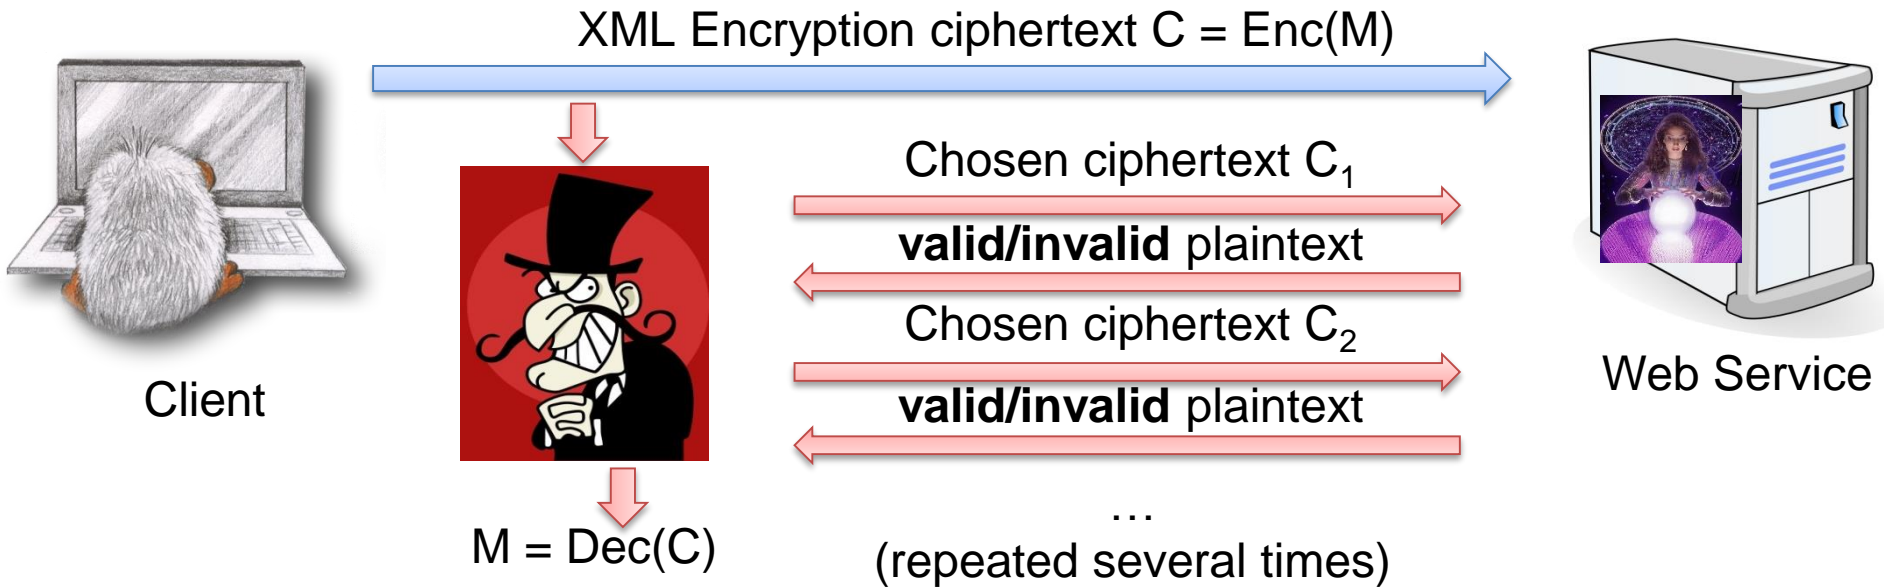 XML Encryption ciphertext C = Enc(M)
Chosen ciphertext C₁
valid/invalid plaintext
Chosen ciphertext C₂
valid/invalid plaintext
Client
Web Service
…
M = Dec(C)
(repeated several times)